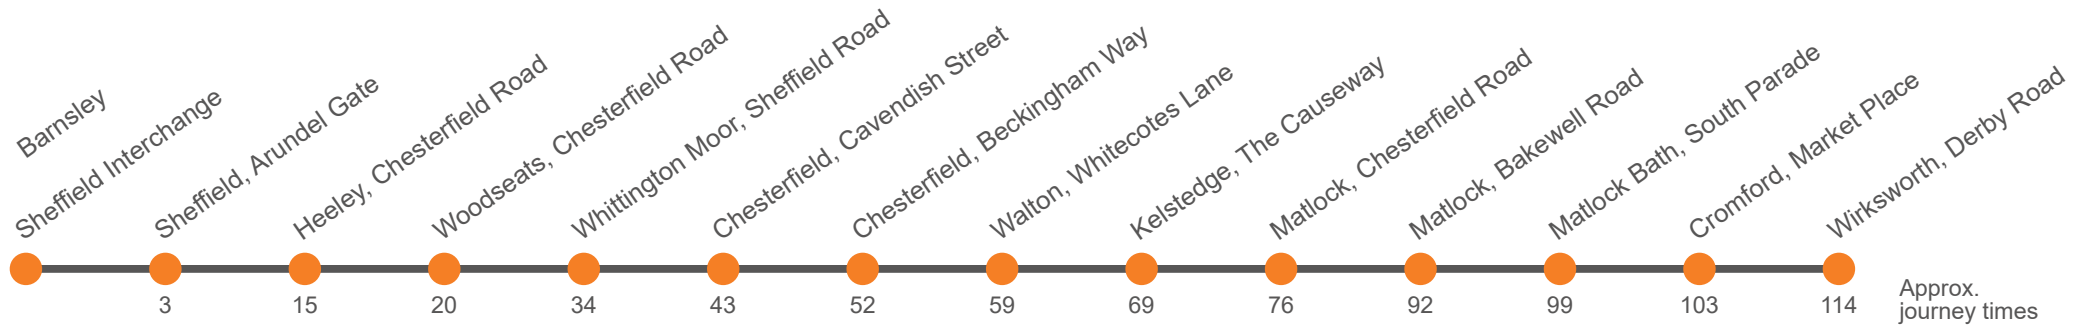 Barnsley
Sheffield Interchange
Sheffield, Arundel Gate
Heeley, Chesterfield Road
Woodseats, Chesterfield Road
Whittington Moor, Sheffield Road
Chesterfield, Cavendish Street
Chesterfield, Beckingham Way
Walton, Whitecotes Lane
Kelstedge, The Causeway
Matlock, Chesterfield Road
Matlock, Bakewell Road
Matlock Bath, South Parade
Cromford, Market Place
Wirksworth, Derby Road
3
15
20
34
43
52
59
69
76
92
99
103
114
Approx.
journey times